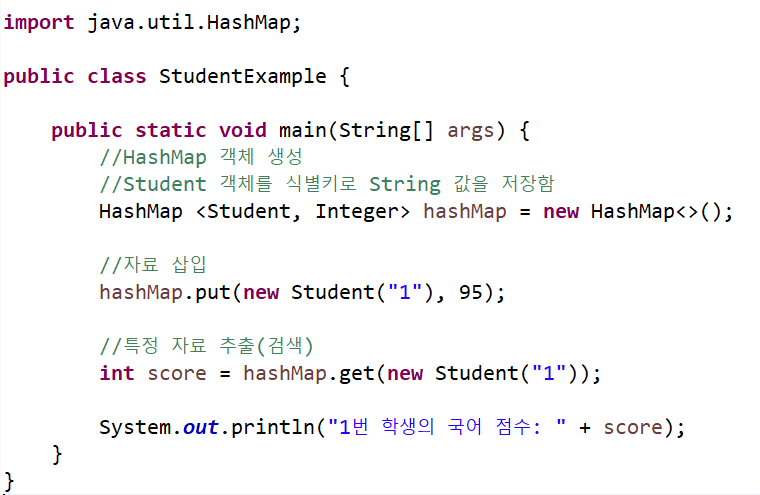 import java.util.HashMap;
public class StudentExample {
public static void main(String[] args) {
//HashMap 객체 생성
//Student 객체를 식별키로 String 값을 저장함
HashMap <Student, Integer> hashMap = new HashMap<>();
//자료 삽입
hashMap.put(new Student("1"), 95);
//특정 자료 추출(검색)
int score = hashMap.get(new Student("1"));
System.out.println("1번 학생의 국어 점수: " + score);
}
}